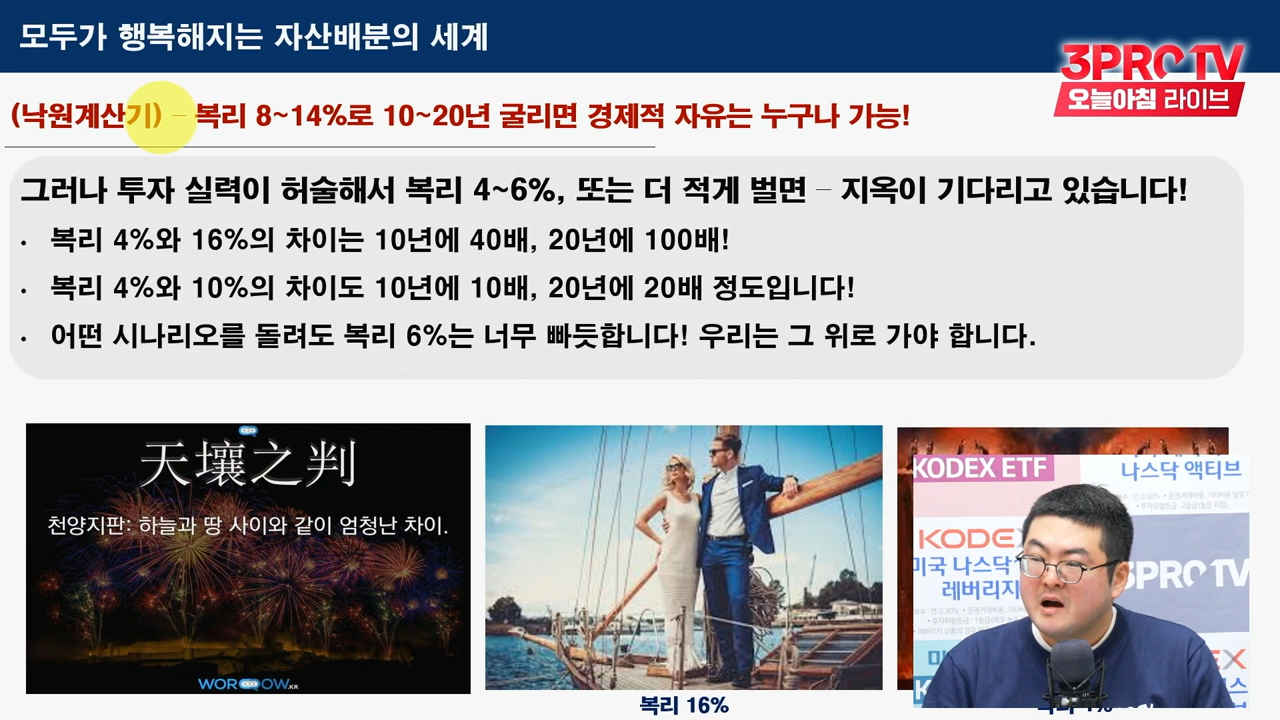 모두가 행복해지는 자산배분의 세계
3PROTV
오늘아침 라이브
(낙원계산기) – 복리 8~14%로 10~20년 굴리면 경제적 자유는 누구나 가능!
그러나 투자 실력이 허술해서 복리 4~6%, 또는 더 적게 벌면 – 지옥이 기다리고 있습니다!
• 복리 4%와 16%의 차이는 10년에 40배, 20년에 100배!
• 복리 4%와 10%의 차이도 10년에 10배, 20년에 20배 정도입니다!
• 어떤 시나리오를 돌려도 복리 6%는 너무 빠듯합니다! 우리는 그 위로 가야 합니다.
天壤之判
천양지판: 하늘과 땅 사이와 같이 엄청난 차이.
KODEX ETF
나스닥 액티브
KODEX
미국 나스닥
레버리지
3PROTV
복리 16%